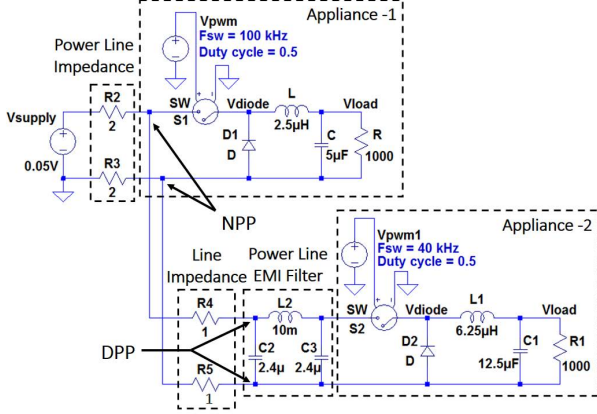 Appliance -1
Vpwm
Fsw = 100 kHz
Duty cycle = 0.5
Power Line
Impedance
R2
2
Vsupply
0.05V
R3
2
SW
S1
Vdiode
L
2.5µH
Vload
D1
D
C
5µF
R
1000
NPP
Appliance -2
Vpwm1
Fsw = 40 kHz
Duty cycle = 0.5
Line
Impedance
Power Line
EMI Filter
R4
1
L2
10m
SW
S2
Vdiode
L1
6.25µH
Vload
DPP
C2
2.4µ
C3
2.4µ
D2
D
C1
12.5µF
R1
1000
R5
1